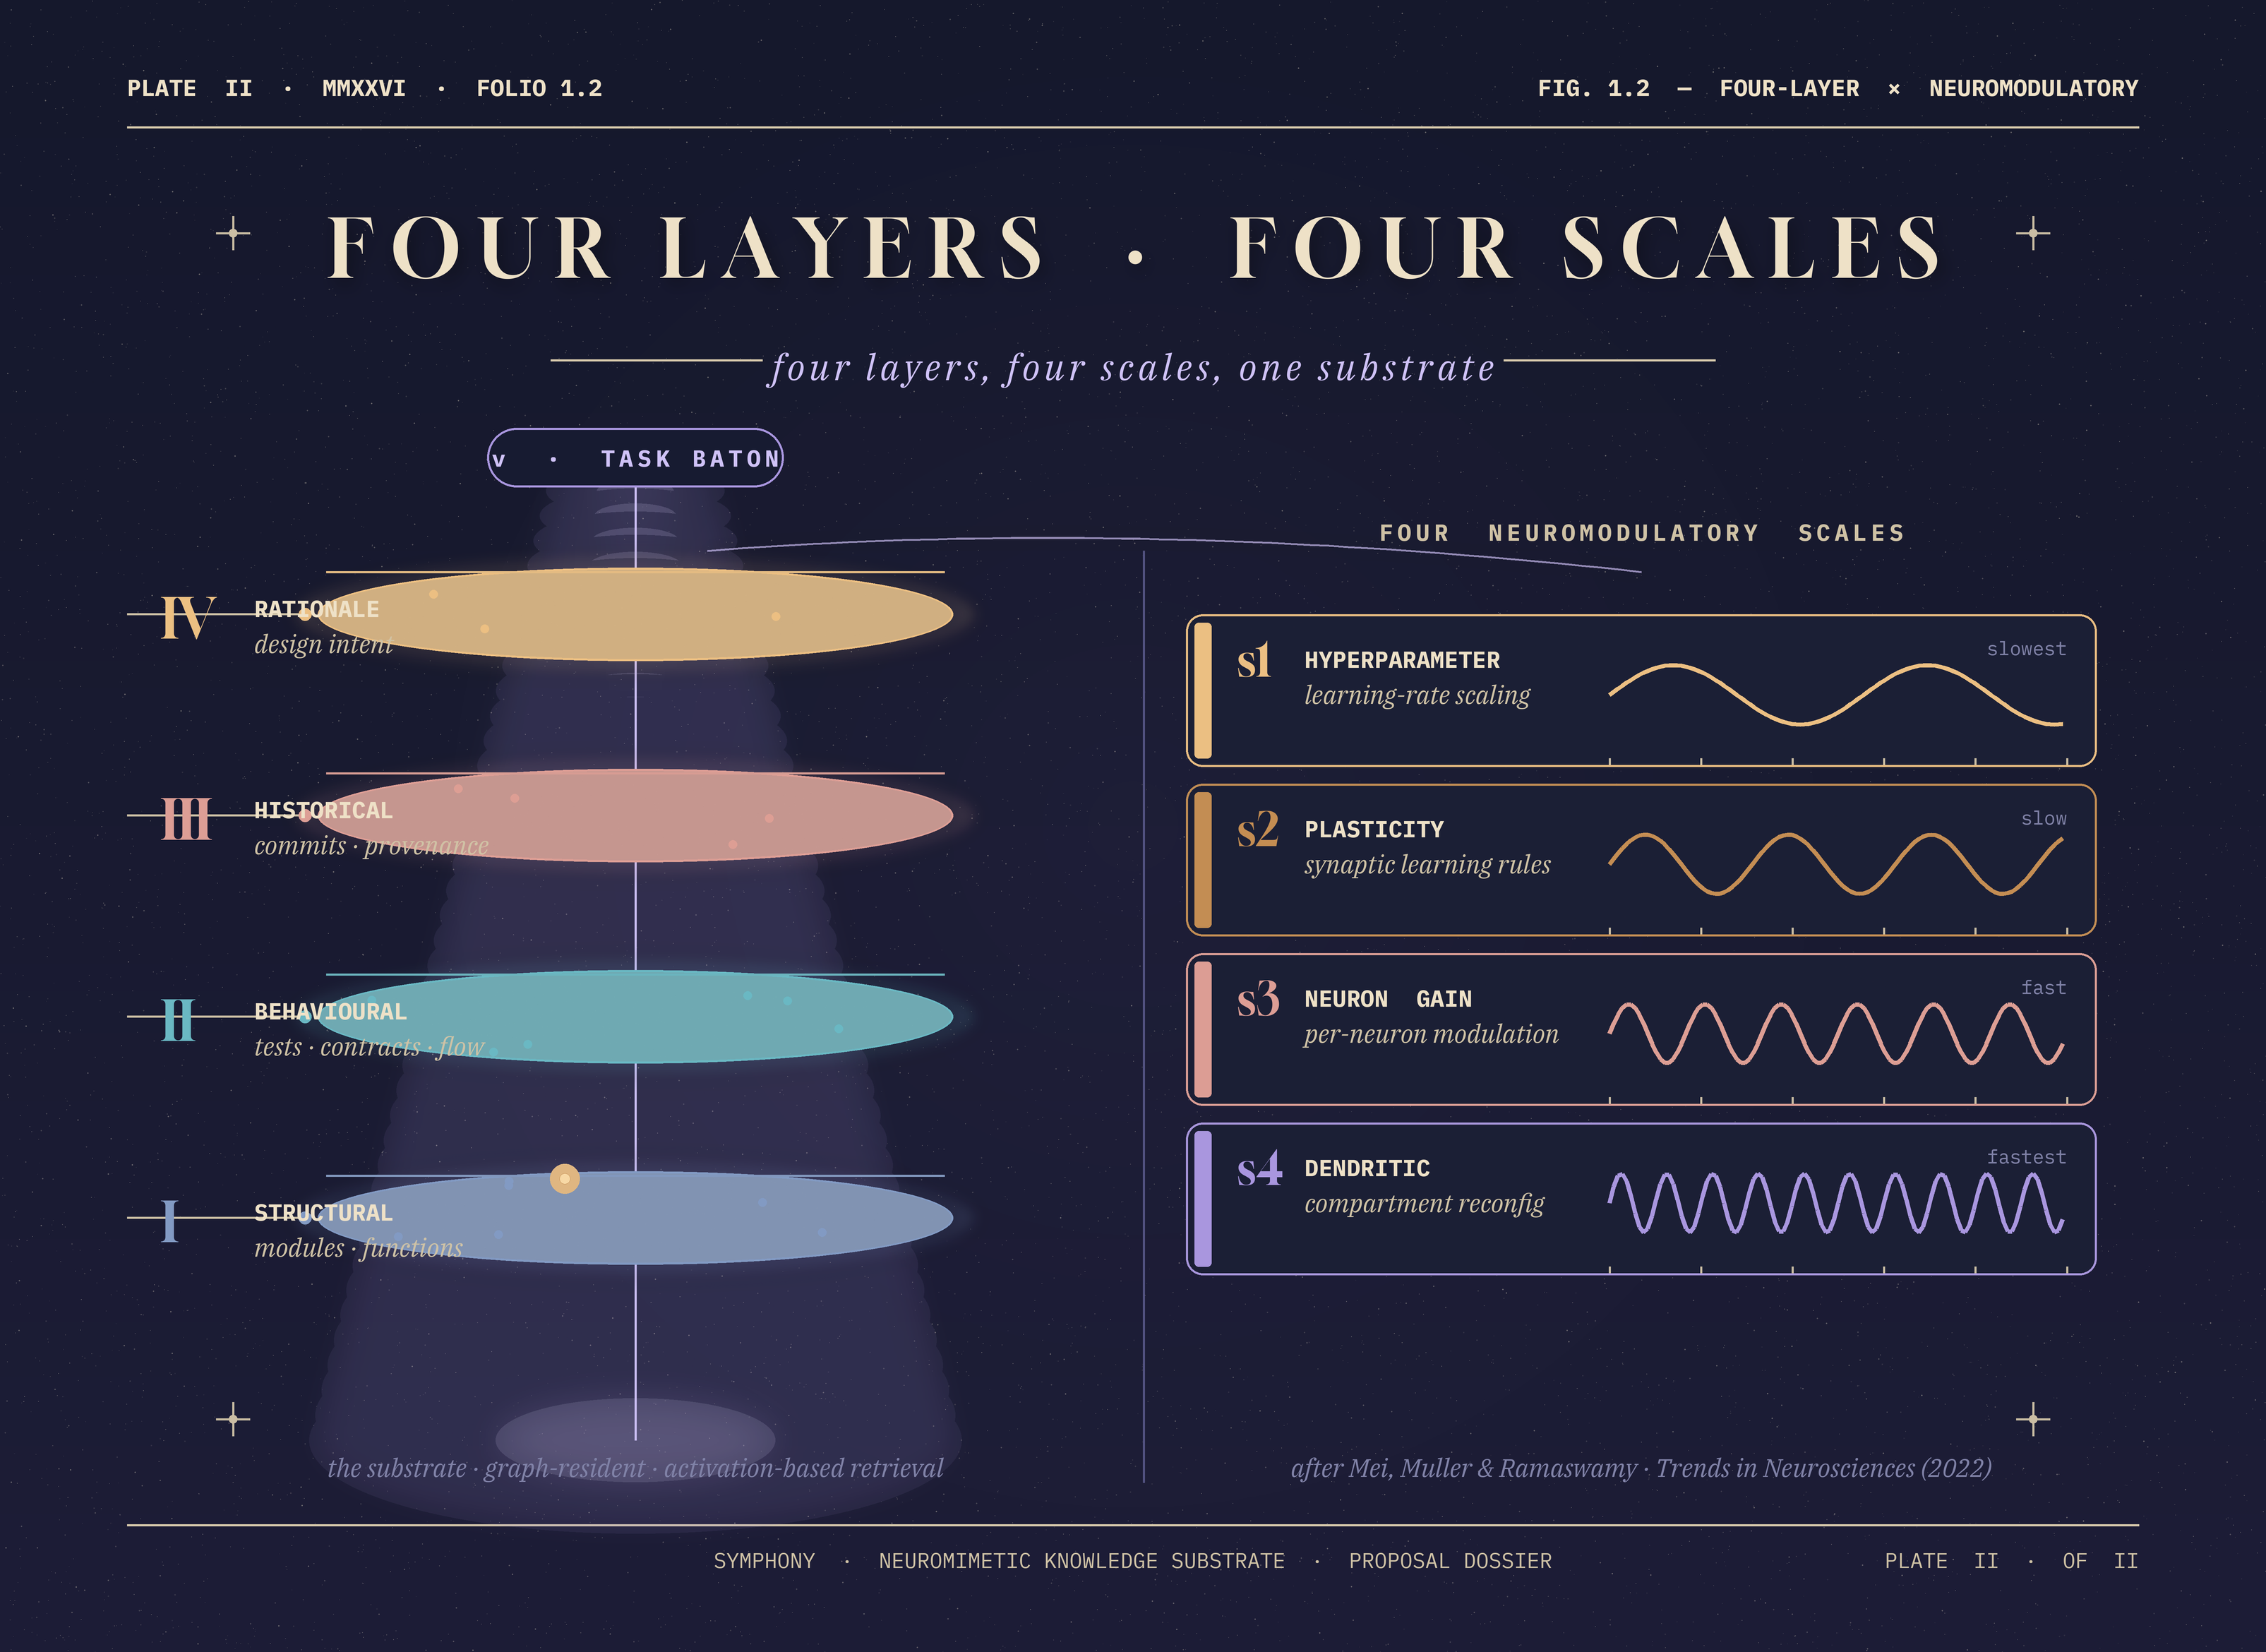 PLATE II · MMXXVI · FOLIO 1.2
FIG. 1.2 — FOUR-LAYER × NEUROMODULATORY
FOUR LAYERS · FOUR SCALES
four layers, four scales, one substrate
v · TASK BATON
IV RATIONALE
design intent
III HISTORICAL
commits · provenance
II BEHAVIOURAL
tests · contracts · flow
I STRUCTURAL
modules · functions
the substrate · graph-resident · activation-based retrieval
FOUR NEUROMODULATORY SCALES
s1 HYPERPARAMETER slowest
learning-rate scaling
s2 PLASTICITY slow
synaptic learning rules
s3 NEURON GAIN fast
per-neuron modulation
s4 DENDRITIC fastest
compartment reconfig
after Mei, Muller & Ramaswamy · Trends in Neurosciences (2022)
SYMPHONY · NEUROMIMETIC KNOWLEDGE SUBSTRATE · PROPOSAL DOSSIER
PLATE II · OF II